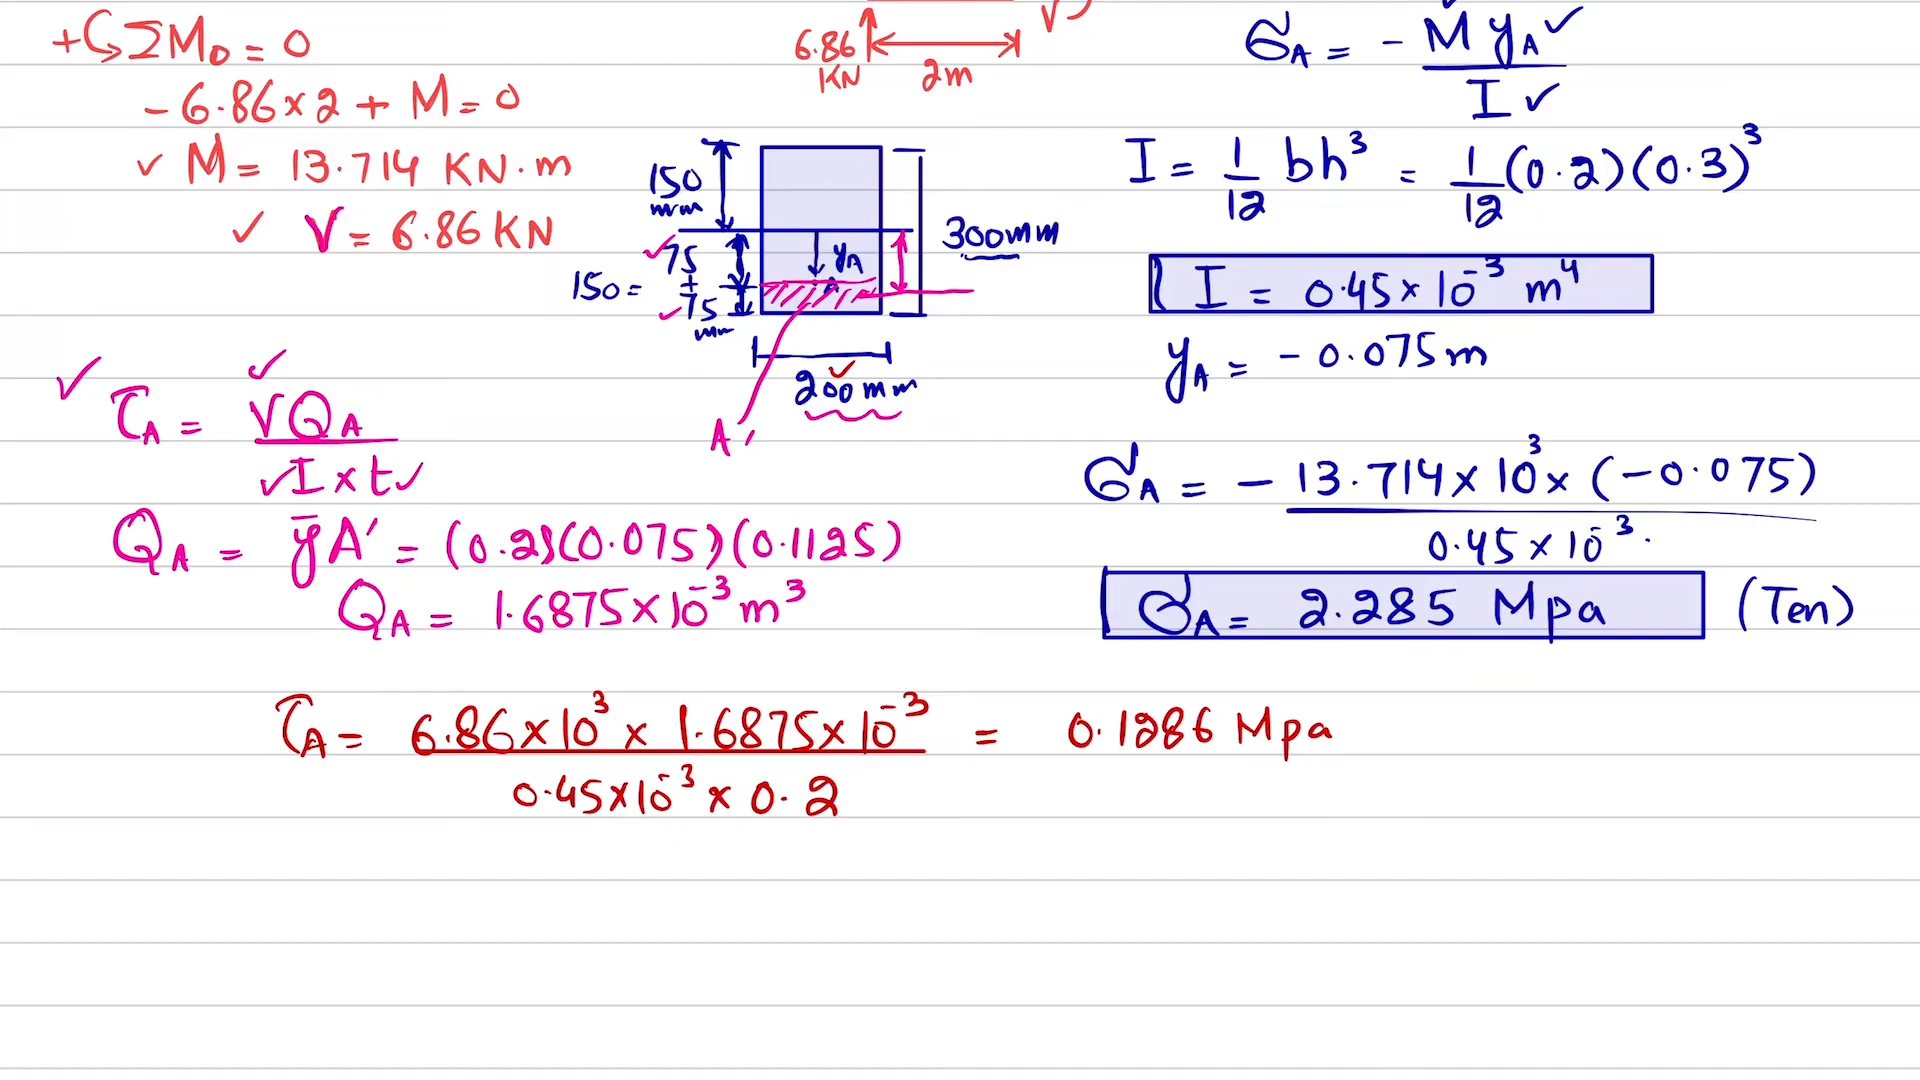 +↺ ΣM₀ = 0
- 6.86 × 2 + M = 0
✓ M = 13.714 KN.m
✓ V = 6.86 KN
6.86 KN
2m
V
150 mm
✓75
150 = +
✓75 mm
yA
A
300mm
200mm
A'
✓ τA = VQA / I × t
QA = ȳA' = (0.2)(0.075)(0.1125)
QA = 1.6875 × 10⁻³ m³
σA = - M yA / I
I = 1/12 bh³ = 1/12 (0.2)(0.3)³
I = 0.45 × 10⁻³ m⁴
yA = - 0.075m
σA = - 13.714 × 10³ × (-0.075) / 0.45 × 10⁻³.
σA = 2.285 Mpa (Ten)
τA = 6.86 × 10³ × 1.6875 × 10⁻³ / 0.45 × 10⁻³ × 0.2 = 0.1286 Mpa